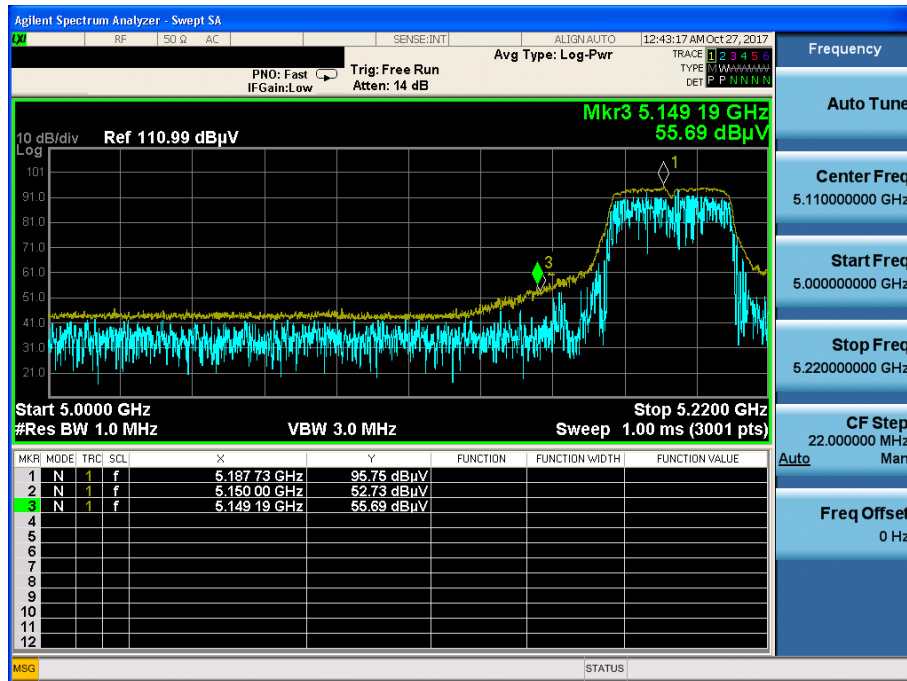 Agilent Spectrum Analyzer - Swept SA
LXI RF 50 Ω AC SENSE:INT ALIGN AUTO 12:43:17 AM Oct 27, 2017
Avg Type: Log-Pwr TRACE 1 2 3 4 5 6
PNO: Fast Trig: Free Run TYPE M W W W W W
IFGain:Low Atten: 14 dB DET P P N N N N
Mkr3 5.149 19 GHz
55.69 dBµV
10 dB/div Ref 110.99 dBµV
Log
101
91.0
81.0
71.0
61.0
51.0
41.0
31.0
21.0
1
3
Start 5.0000 GHz Stop 5.2200 GHz
#Res BW 1.0 MHz VBW 3.0 MHz Sweep 1.00 ms (3001 pts)
MKR MODE TRC SCL X Y FUNCTION FUNCTION WIDTH FUNCTION VALUE
1 N 1 f 5.187 73 GHz 95.75 dBµV
2 N 1 f 5.150 00 GHz 52.73 dBµV
3 N 1 f 5.149 19 GHz 55.69 dBµV
4
5
6
7
8
9
10
11
12
MSG STATUS
Frequency
Auto Tune
Center Freq
5.110000000 GHz
Start Freq
5.000000000 GHz
Stop Freq
5.220000000 GHz
CF Step
22.000000 MHz
Auto Man
Freq Offset
0 Hz